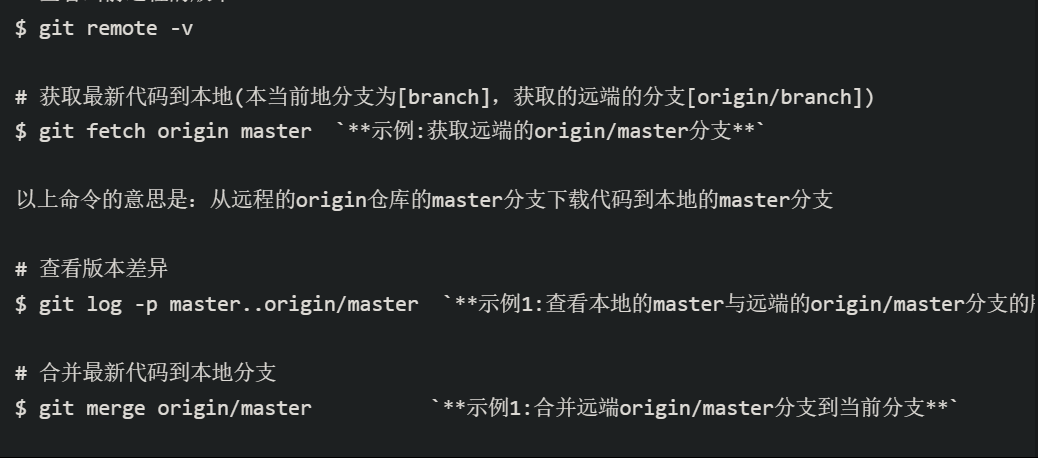 $ git remote -v
# 获取最新代码到本地(本当前地分支为[branch]，获取的远端的分支[origin/branch])
$ git fetch origin master `**示例:获取远端的origin/master分支**`
以上命令的意思是：从远程的origin仓库的master分支下载代码到本地的master分支
# 查看版本差异
$ git log -p master..origin/master `**示例1:查看本地的master与远端的origin/master分支的
# 合并最新代码到本地分支
$ git merge origin/master `**示例1:合并远端origin/master分支到当前分支**`